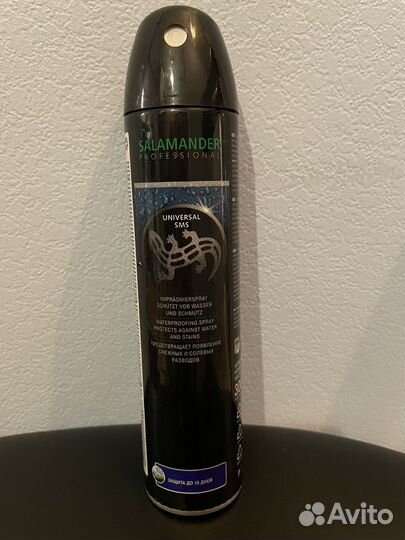 SALAMANDER
PROFESSIONAL
UNIVERSAL
SMS
IMPRÄGNIERSPRAY
SCHÜTZT VOR WASSER
UND SCHMUTZ
WATERPROOFING SPRAY
PROTECTS AGAINST WATER
AND STAINS
ПРЕДОТВРАЩАЕТ ПОЯВЛЕНИЕ
СНЕЖНЫХ И СОЛЕВЫХ
РАЗВОДОВ
ЗАЩИТА ДО 15 ДНЕЙ
Avito